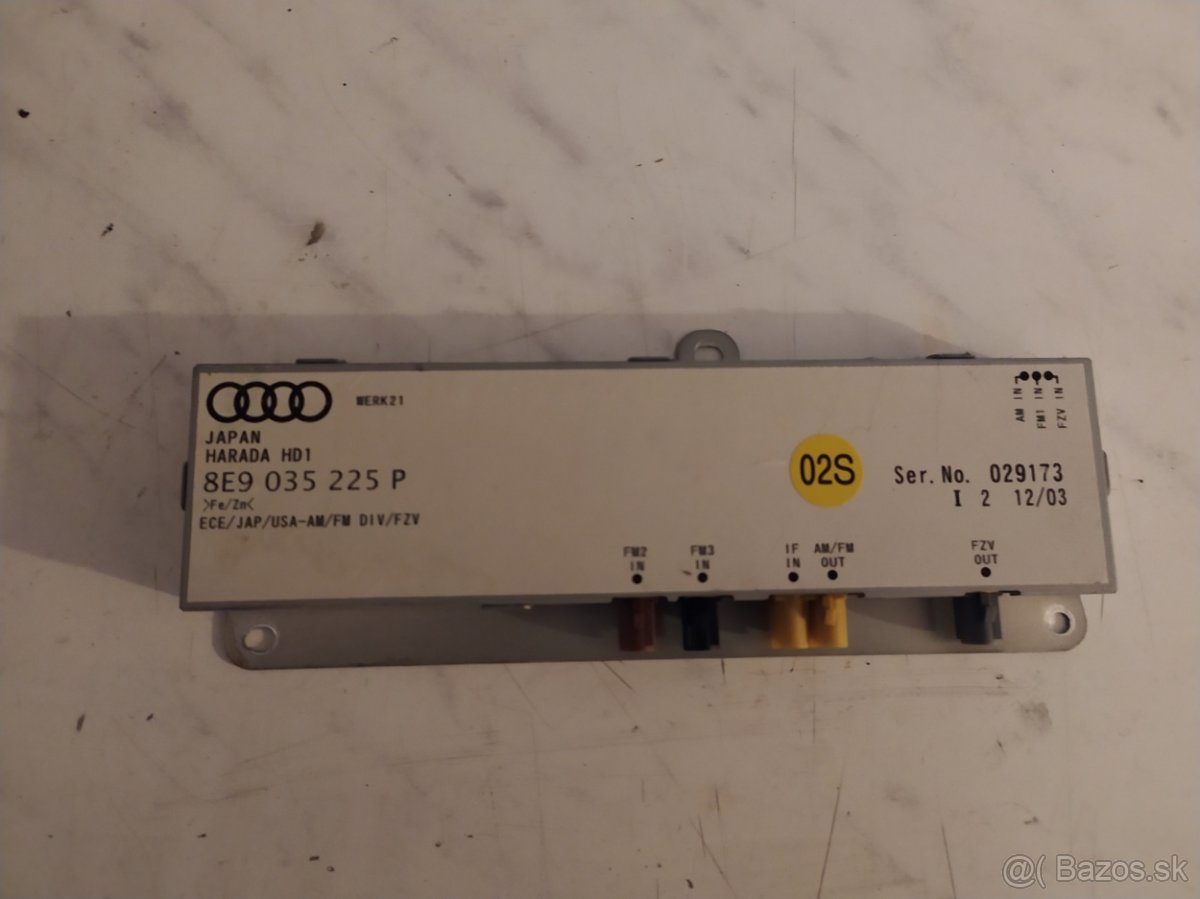 WERK21
JAPAN
HARADA HD1
8E9 035 225 P
>Fe/Zn<
ECE/JAP/USA-AM/FM DIV/FZV
02S
Ser.No. 029173
I 2 12/03
AM IN
FM1 IN
FZV IN
FM2 IN
FM3 IN
IF IN
AM/FM OUT
FZV OUT
@( Bazos.sk